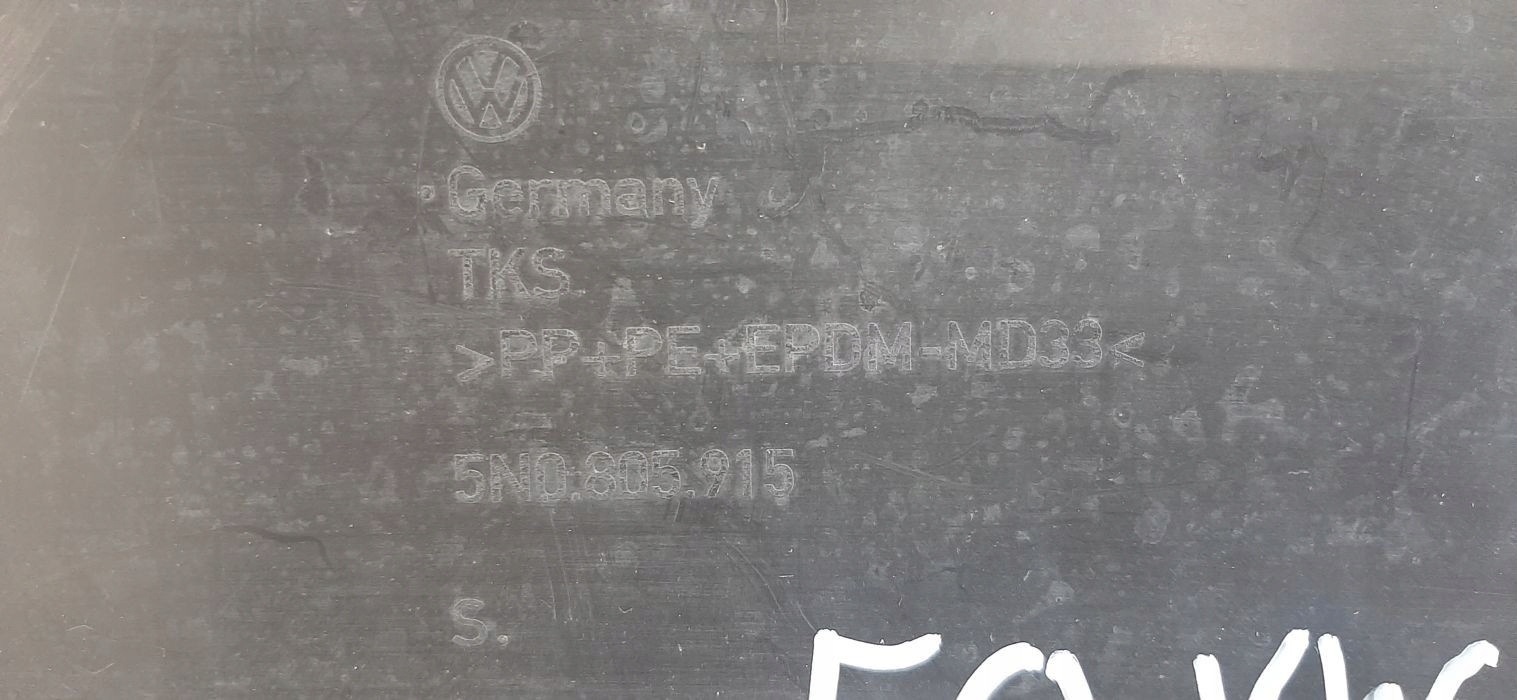 Germany
TKS
>PP+PE+EPDM-MD33<
5N0.805.915
S.